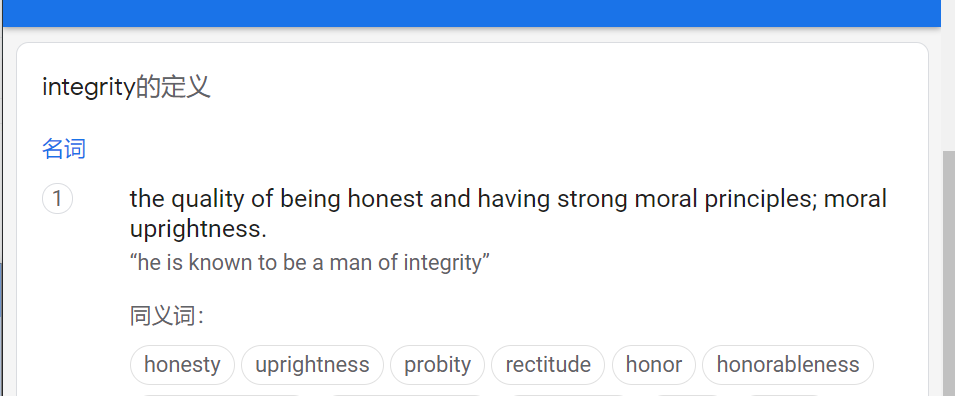 integrity的定义
名词
1
the quality of being honest and having strong moral principles; moral
uprightness.
“he is known to be a man of integrity”
同义词：
honesty uprightness probity rectitude honor honorableness